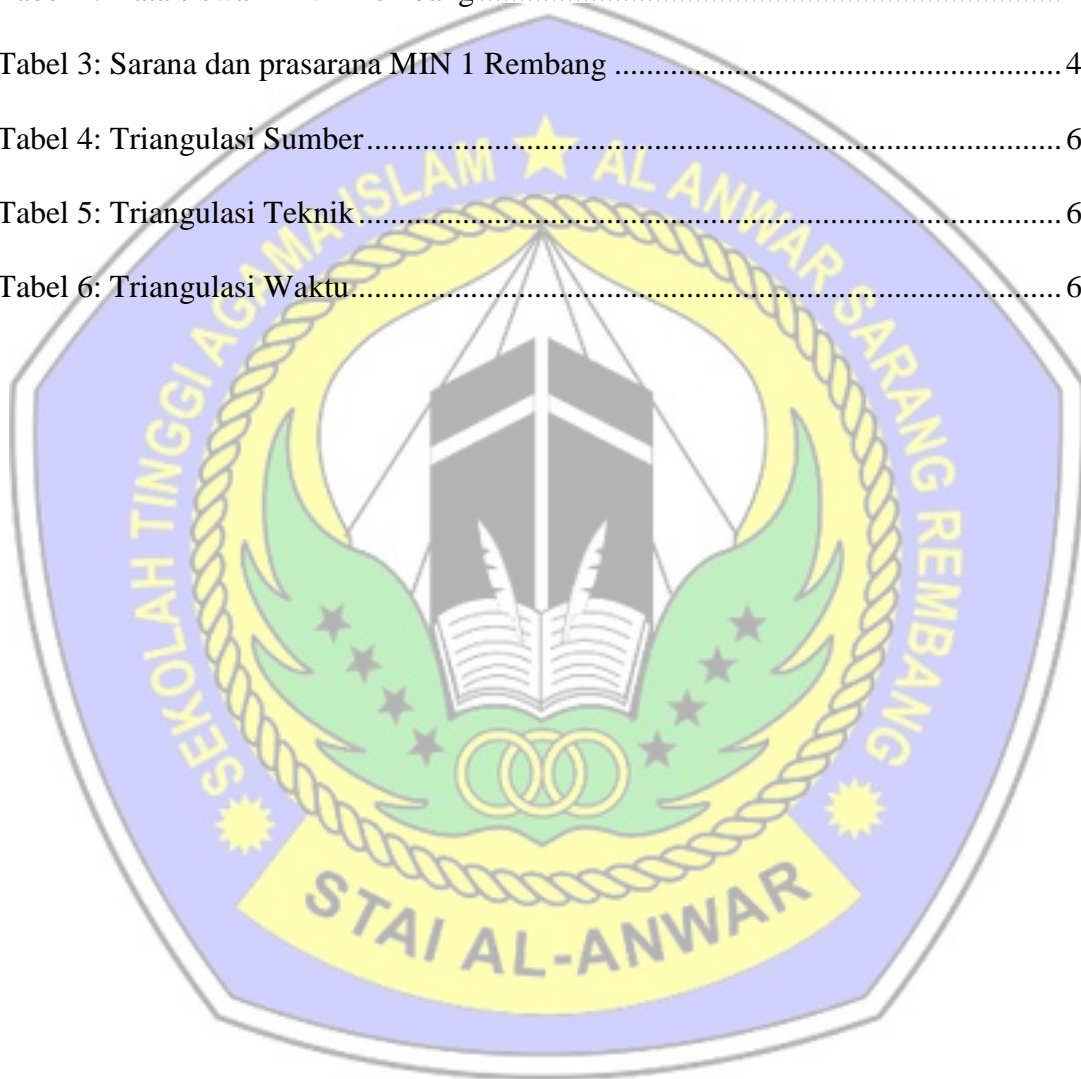 Tabel 3: Sarana dan prasarana MIN 1 Rembang ............................................... 4
Tabel 4: Triangulasi Sumber......................................................................... 6
Tabel 5: Triangulasi Teknik .......................................................................... 6
Tabel 6: Triangulasi Waktu........................................................................... 6
SEKOLAH TINGGI AGAMA ISLAM ★ AL ANWAR SARANG REMBANG
STAI AL-ANWAR